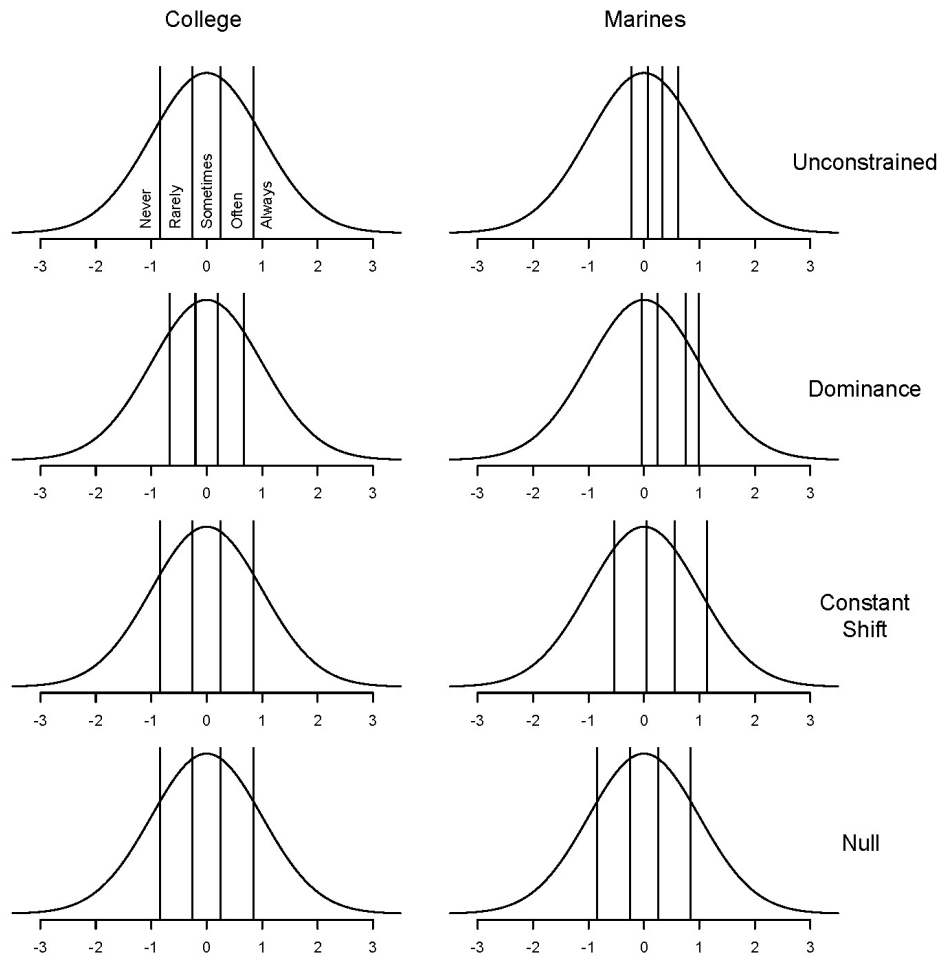 College Marines
Never
Rarely
Sometimes
Often
Always
Unconstrained
-3 -2 -1 0 1 2 3 -3 -2 -1 0 1 2 3
Dominance
-3 -2 -1 0 1 2 3 -3 -2 -1 0 1 2 3
Constant
Shift
-3 -2 -1 0 1 2 3 -3 -2 -1 0 1 2 3
Null
-3 -2 -1 0 1 2 3 -3 -2 -1 0 1 2 3